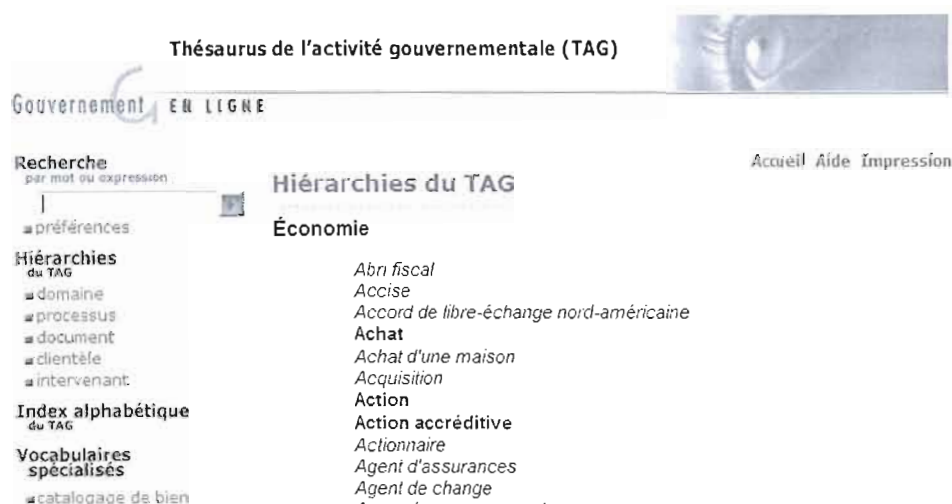 Thésaurus de l'activité gouvernementale (TAG)
Gouvernement EN LIGNE
Accueil Aide Impression
Recherche
par mot ou expression
préférences
Hiérarchies
du TAG
domaine
processus
document
clientèle
intervenant
Index alphabétique
du TAG
Vocabulaires
spécialisés
catalogage de bien
Hiérarchies du TAG
Économie
Abri fiscal
Accise
Accord de libre-échange nord-américaine
Achat
Achat d'une maison
Acquisition
Action
Action accréditive
Actionnaire
Agent d'assurances
Agent de change